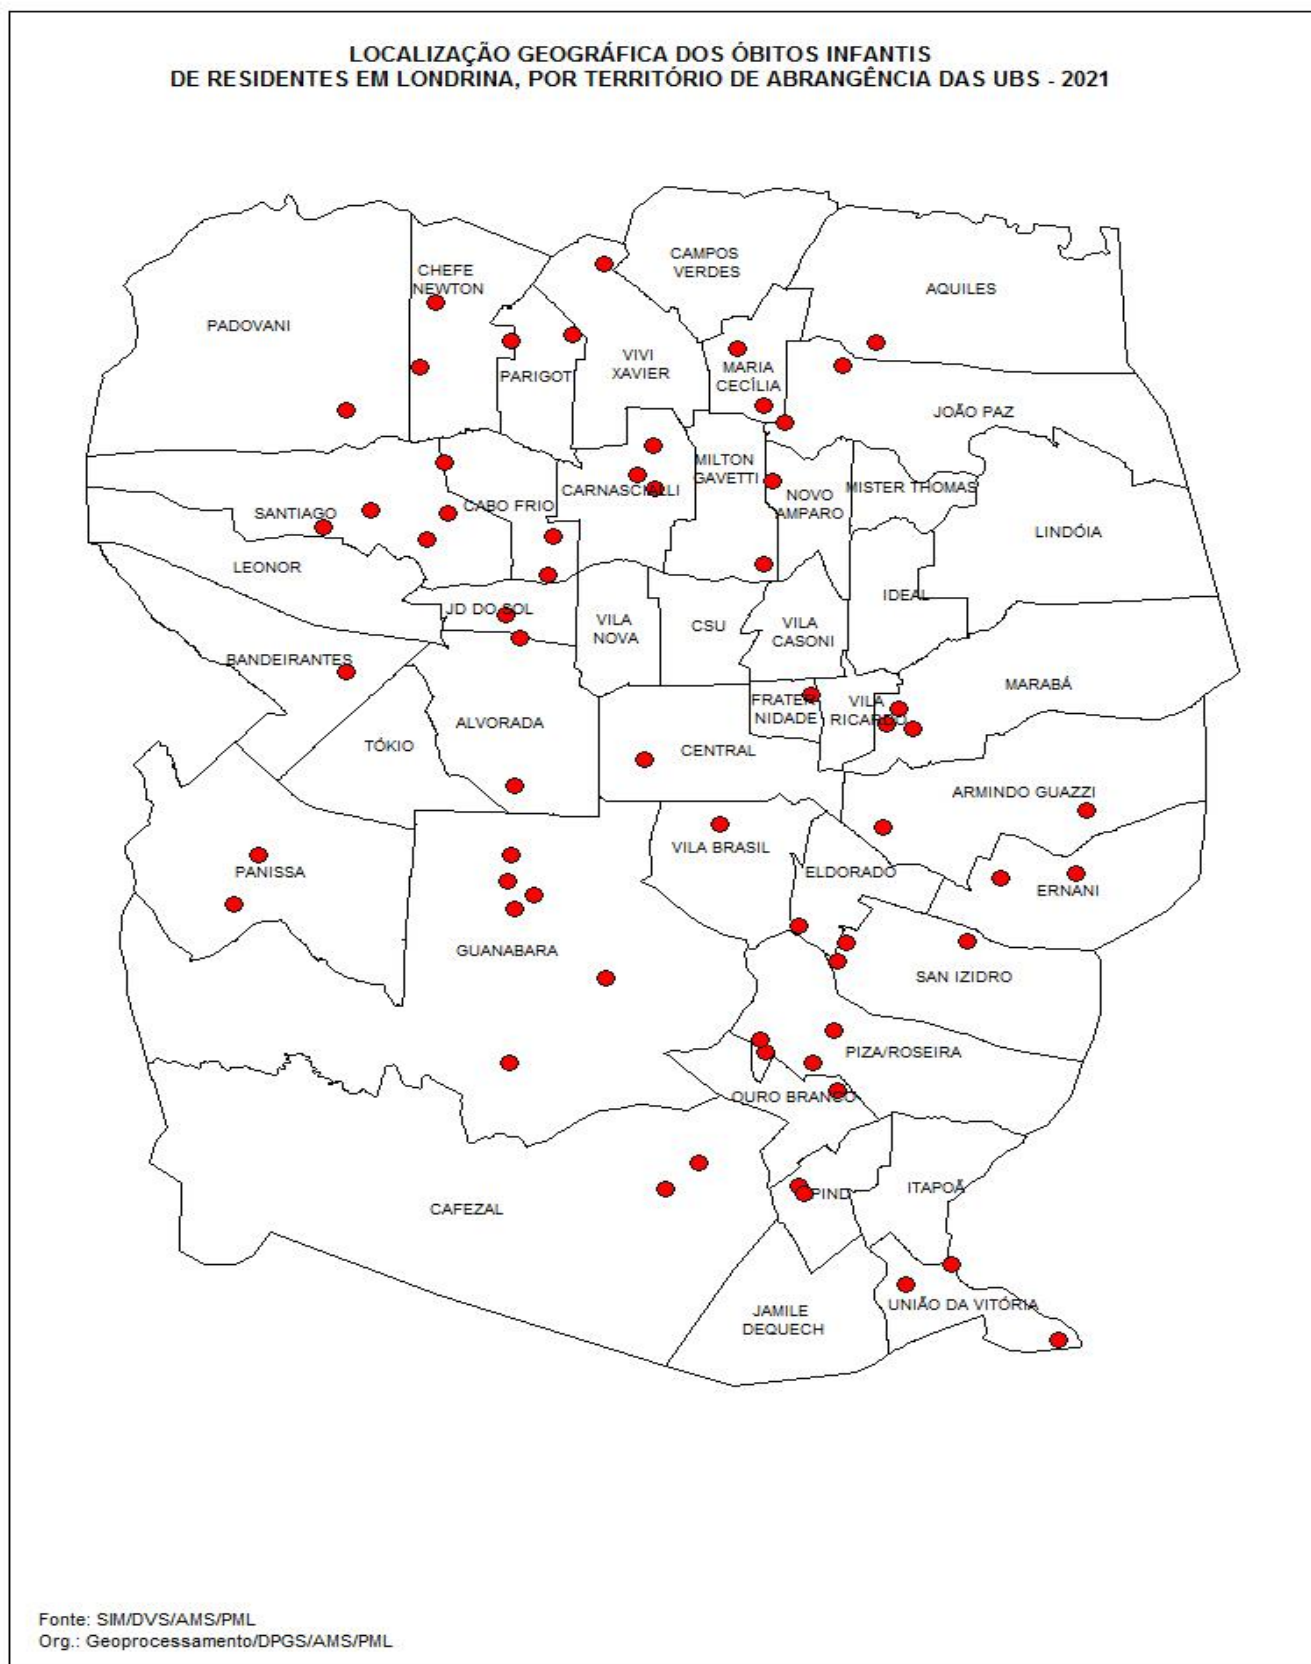 LOCALIZAÇÃO GEOGRÁFICA DOS ÓBITOS INFANTIS
DE RESIDENTES EM LONDRINA, POR TERRITÓRIO DE ABRANGÊNCIA DAS UBS - 2021
CAMPOS
VERDES
CHEFE
NEWTON
AQUILES
PADOVANI
VIVI
XAVIER
MARIA
CECÍLIA
PARIGOT
JOÃO PAZ
MILTON
GAVETTI
CARNASCIALLI
MISTER THOMAS
NOVO
AMPARO
CABO FRIO
SANTIAGO
LINDÓIA
LEONOR
IDEAL
JD DO SOL
VILA
NOVA
CSU
VILA
CASONI
BANDEIRANTES
MARABÁ
FRATER
NIDADE
VILA
RICARDO
ALVORADA
TÓKIO
CENTRAL
ARMINDO GUAZZI
VILA BRASIL
PANISSA
ELDORADO
ERNANI
GUANABARA
SAN IZIDRO
PIZA/ROSEIRA
OURO BRANCO
PIND
ITAPOÃ
CAFEZAL
UNIÃO DA VITÓRIA
JAMILE
DEQUECH
Fonte: SIM/DVS/AMS/PML
Org.: Geoprocessamento/DPGS/AMS/PML